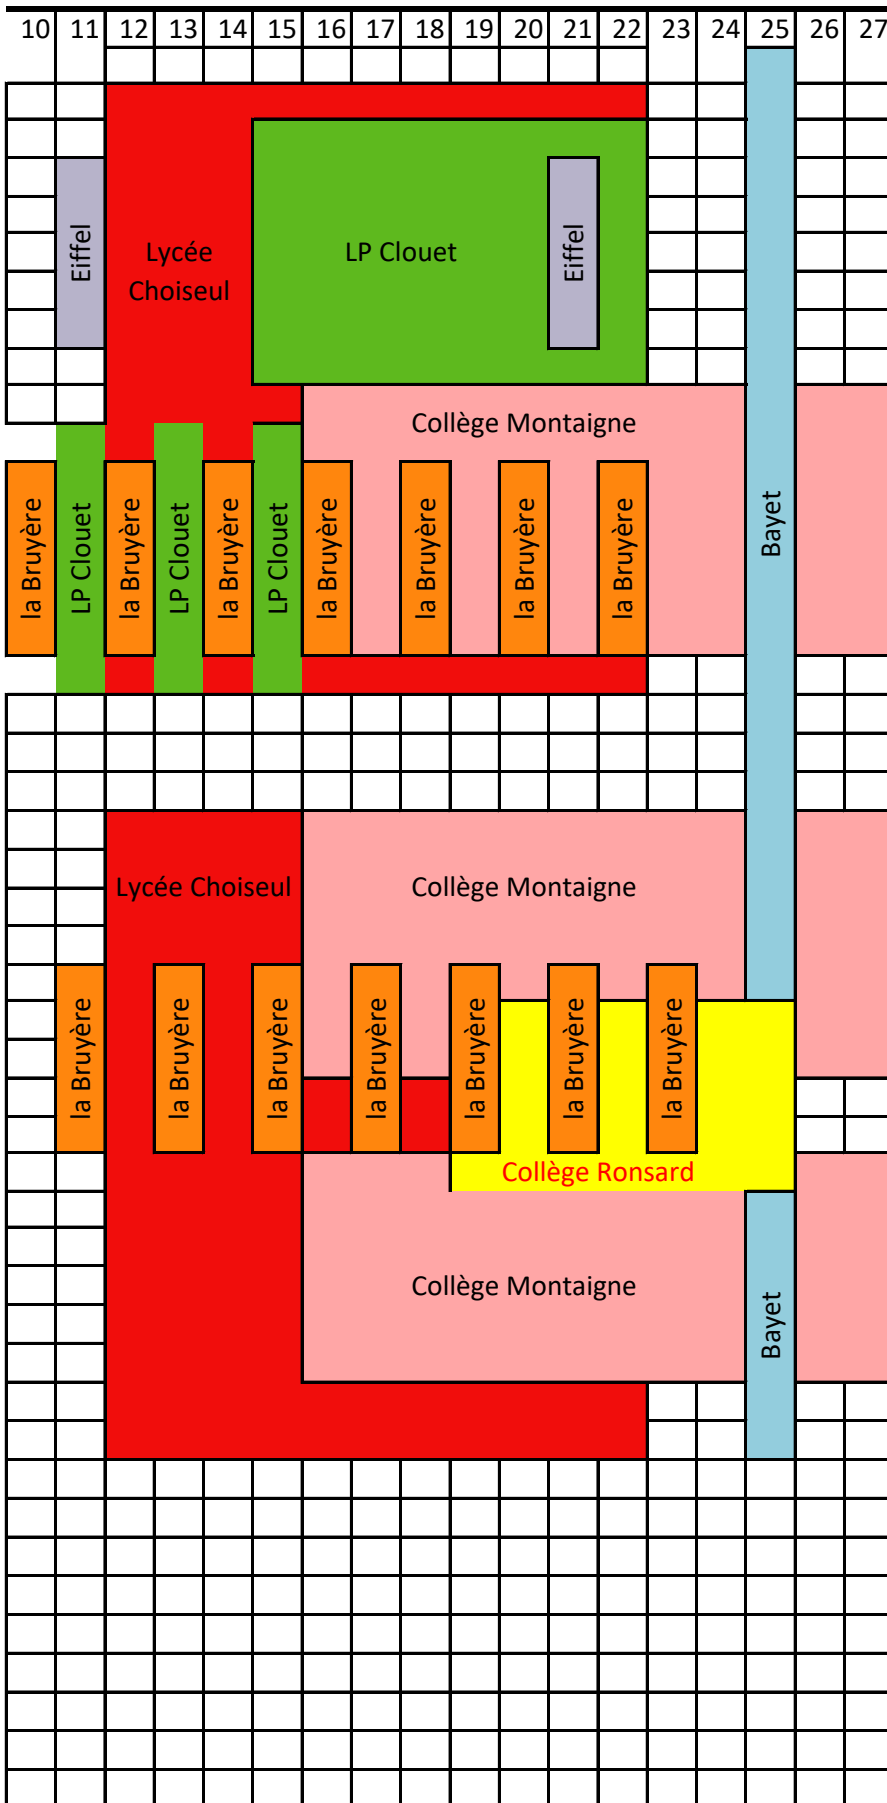 10 11 12 13 14 15 16 17 18 19 20 21 22 23 24 25 26 27
Eiffel
Lycée
Choiseul
LP Clouet
Eiffel
Collège Montaigne
la Bruyère
LP Clouet
la Bruyère
LP Clouet
la Bruyère
LP Clouet
la Bruyère
la Bruyère
la Bruyère
la Bruyère
Bayet
Lycée Choiseul
Collège Montaigne
la Bruyère
la Bruyère
la Bruyère
la Bruyère
la Bruyère
la Bruyère
la Bruyère
Collège Ronsard
Collège Montaigne
Bayet